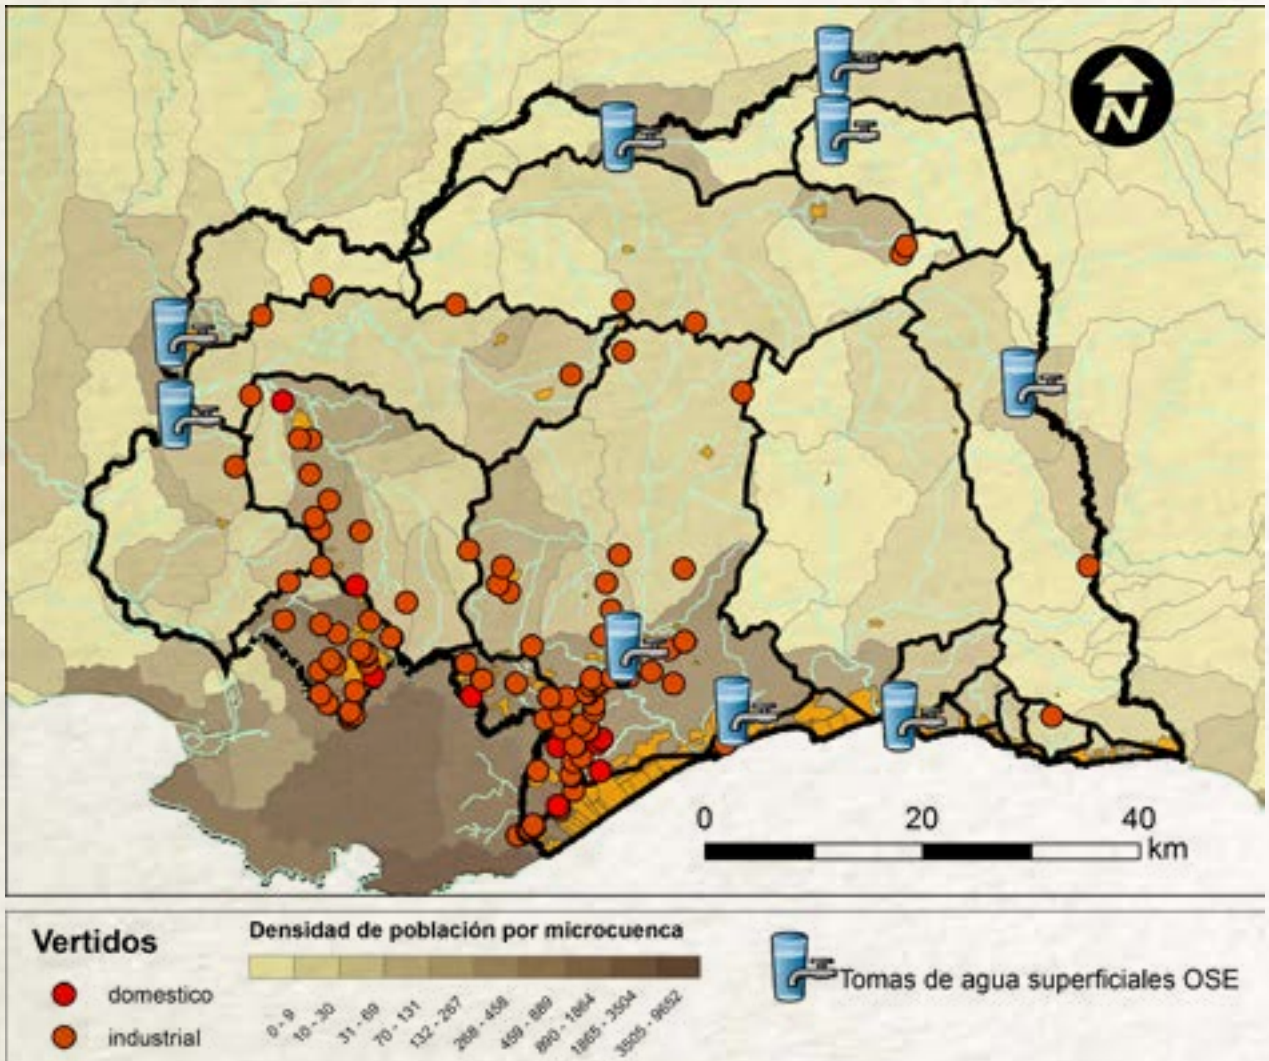 N
0 20 40
km
Vertidos
domestico
industrial
Densidad de población por microcuenca
0 - 9
10 - 30
31 - 69
70 - 131
132 - 267
268 - 458
459 - 889
890 - 1864
1865 - 3504
3505 - 9652
Tomas de agua superficiales OSE